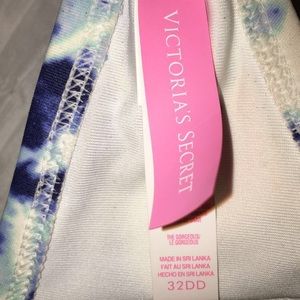 VICTORIA'S SECRET
THE GORGEOUS/
LE GORGEOUS
MADE IN SRI LANKA
FAIT AU SRI LANKA
HECHO EN SRI LANKA
32DD